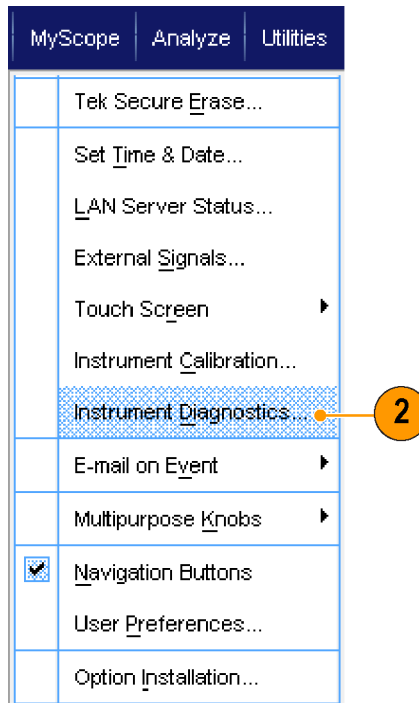 MyScope Analyze Utilities
Tek Secure Erase...
Set Time & Date...
LAN Server Status...
External Signals...
Touch Screen
Instrument Calibration...
Instrument Diagnostics...
2
E-mail on Event
Multipurpose Knobs
Navigation Buttons
User Preferences...
Option Installation...